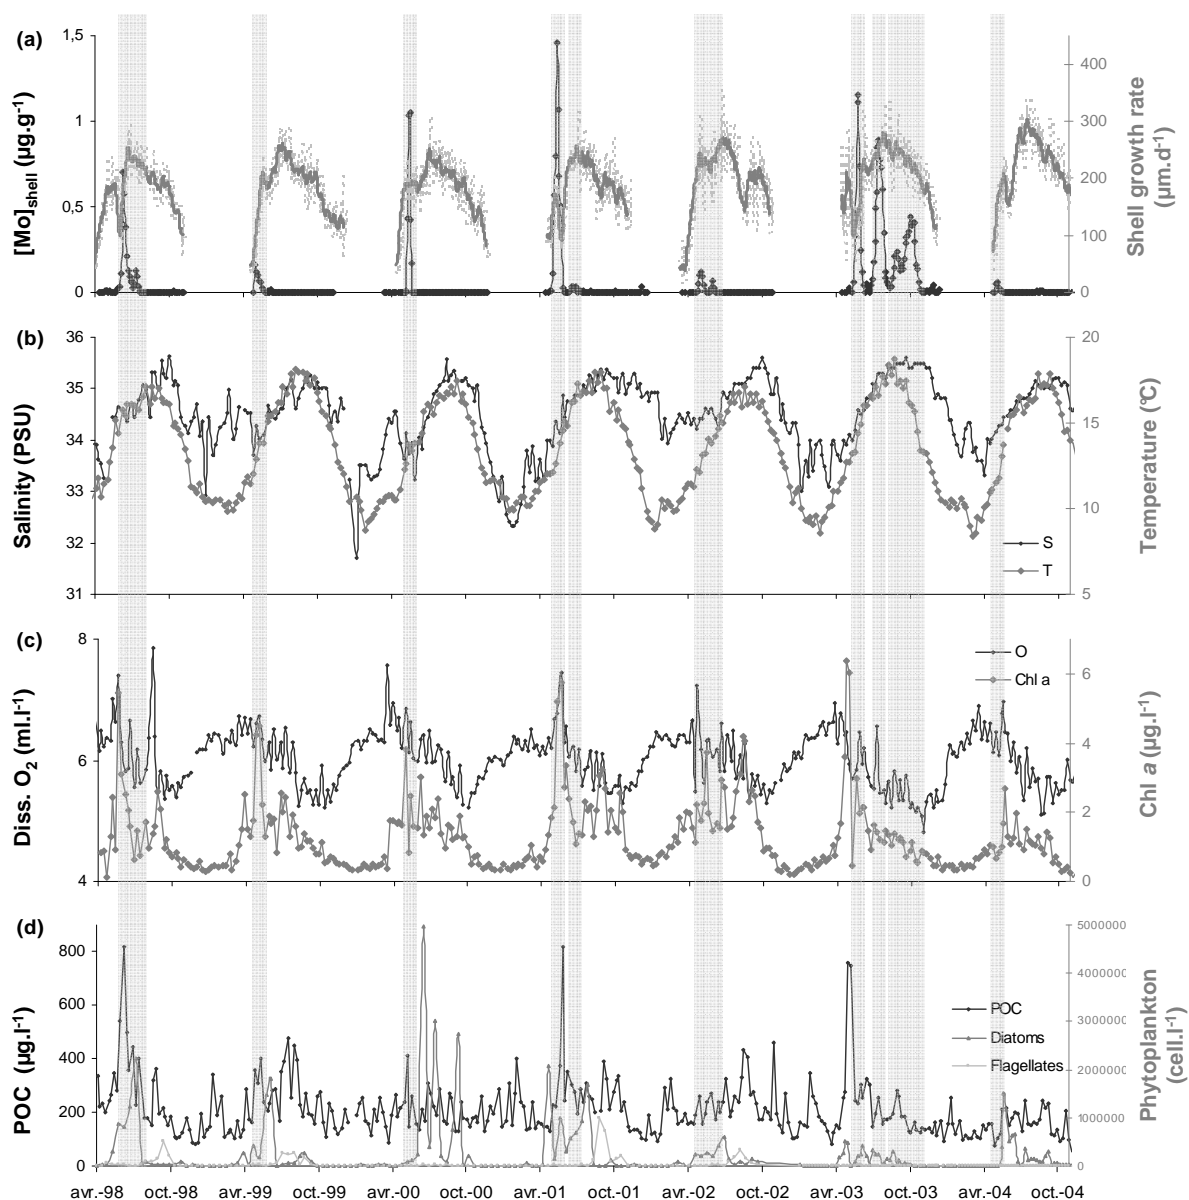 (a)
1,5
1
0,5
0
[Mo]shell (µg.g-1)
400
300
200
100
0
Shell growth rate
(µm.d-1)
(b)
36
35
34
33
32
31
Salinity (PSU)
20
15
10
5
Temperature (°C)
S
T
(c)
8
6
4
Diss. O2 (ml.l-1)
6
4
2
0
Chl a (µg.l-1)
O
Chl a
(d)
800
600
400
200
0
POC (µg.l-1)
5000000
4000000
3000000
2000000
1000000
0
Phytoplankton
(cell.l-1)
POC
Diatoms
Flagellates
avr.-98 oct.-98 avr.-99 oct.-99 avr.-00 oct.-00 avr.-01 oct.-01 avr.-02 oct.-02 avr.-03 oct.-03 avr.-04 oct.-04